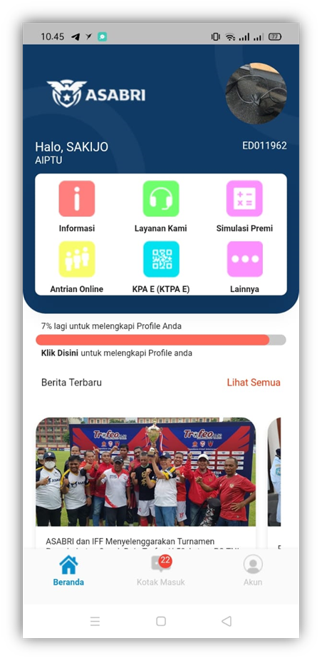 10.45
ASABRI
Halo, SAKIJO
ED011962
AIPTU
Informasi
Layanan Kami
Simulasi Premi
Antrian Online
KPA E (KTPA E)
Lainnya
7% lagi untuk melengkapi Profile Anda
Klik Disini untuk melengkapi Profile anda
Berita Terbaru
Lihat Semua
Trofeo
ASABRI dan IFF Menyelenggarakan Turnamen
22
Beranda
Kotak Masuk
Akun